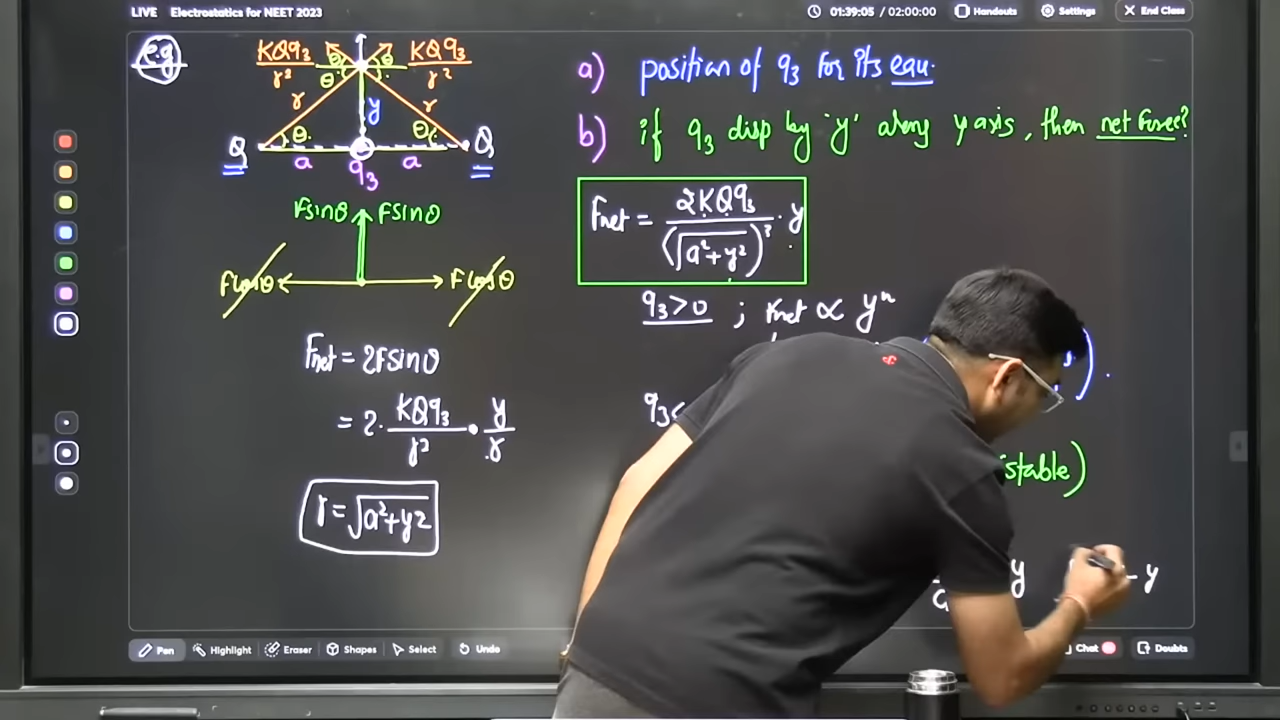 LIVE Electrostatics for NEET 2023
01:39:05 / 02:00:00 Handouts Settings End Class
e.g
KQq3/r² θ θ KQq3/r²
θ
r y r
Q θ θ Q
a q3 a
Fsinθ Fsinθ
Fcosθ Fcosθ
Fnet = 2Fsinθ
= 2. KQq3/r² • y/r
r = √a²+y²
a) position of q3 for its equ.
b) if q3 disp by 'y' along y axis, then net Force?
Fnet = 2KQq3/(√a²+y²)³ . y
q3>0 ; Fnet ∝ yⁿ
q3<
stable)
y - y
Pen Highlight Eraser Shapes Select Undo Chat Doubts